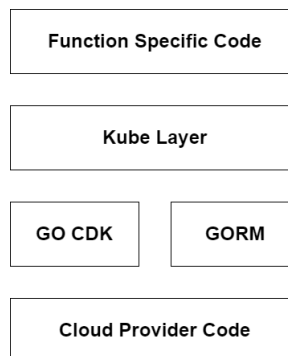 Function Specific Code
Kube Layer
GO CDK
GORM
Cloud Provider Code